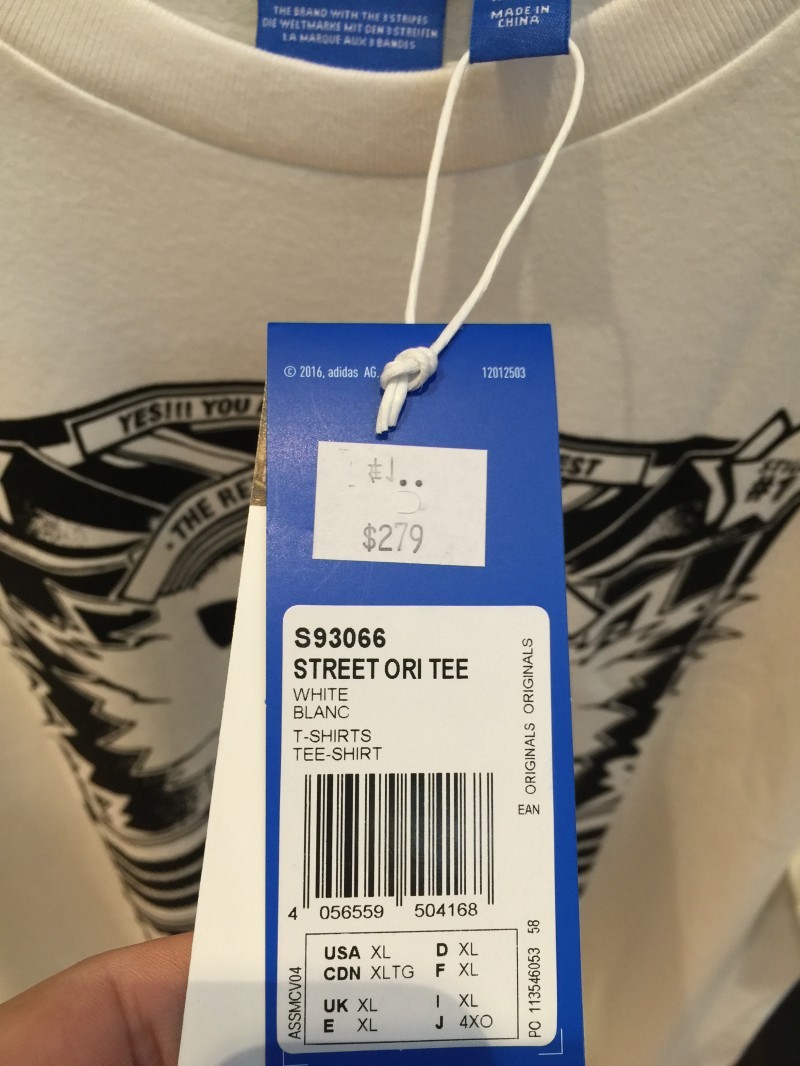 THE BRAND WITH THE 3 STRIPES
DIE WELTMARKE MIT DEN 3 STREIFEN
LA MARQUE AUX 3 BANDES
MADE IN
CHINA
© 2016, adidas AG.
12012503
YES!!! YOU
THE
#1
$279
S93066
STREET ORI TEE
WHITE
BLANC
T-SHIRTS
TEE-SHIRT
ORIGINALS ORIGINALS
EAN
4 056559 504168
USA XL D XL
CDN XLTG F XL
UK XL I XL
E XL J 4XO
ASSMCV04
PO 113546053 58